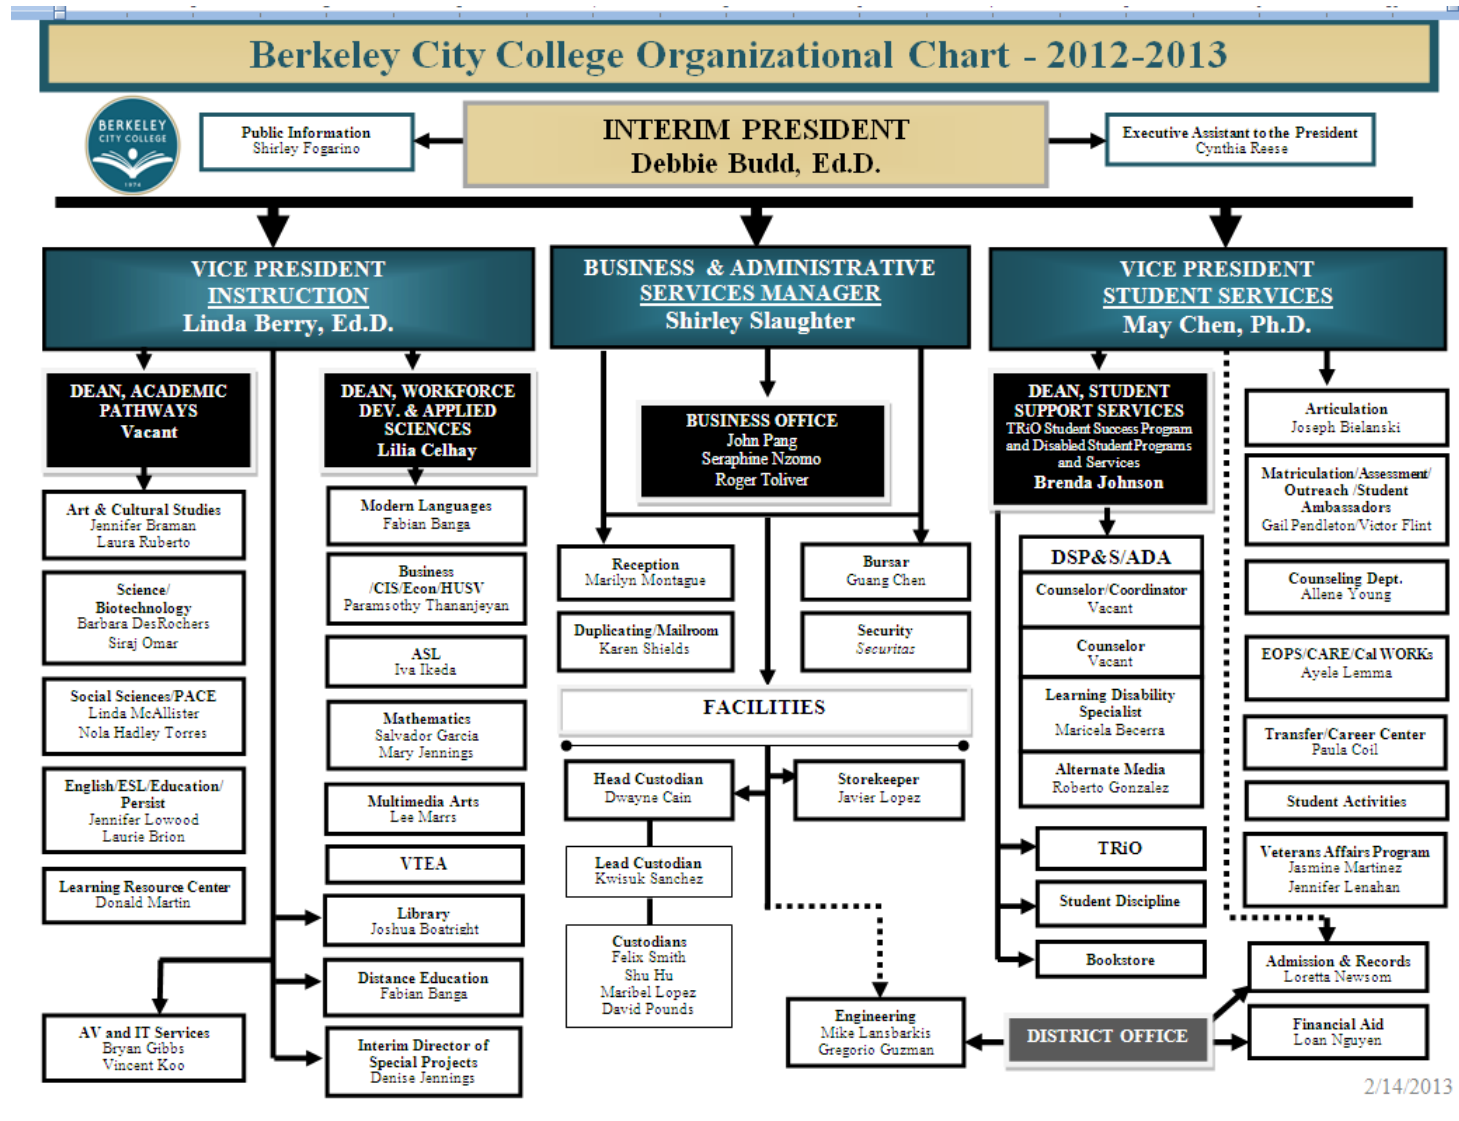 Berkeley City College Organizational Chart - 2012-2013
BERKELEY
CITY COLLEGE
1974
Public Information
Shirley Fogarino
INTERIM PRESIDENT
Debbie Budd, Ed.D.
Executive Assistant to the President
Cynthia Reese
VICE PRESIDENT
INSTRUCTION
Linda Berry, Ed.D.
BUSINESS & ADMINISTRATIVE
SERVICES MANAGER
Shirley Slaughter
VICE PRESIDENT
STUDENT SERVICES
May Chen, Ph.D.
DEAN, ACADEMIC
PATHWAYS
Vacant
Art & Cultural Studies
Jennifer Braman
Laura Ruberto
Science/
Biotechnology
Barbara DesRochers
Siraj Omar
Social Sciences/PACE
Linda McAllister
Nola Hadley Torres
English/ESL/Education/
Persist
Jennifer Lowood
Laurie Brion
Learning Resource Center
Donald Martin
AV and IT Services
Bryan Gibbs
Vincent Koo
DEAN, WORKFORCE
DEV. & APPLIED
SCIENCES
Lilia Celhay
Modern Languages
Fabian Banga
Business
/CIS/Econ/HUSV
Paramsothy Thananjeyan
ASL
Iva Ikeda
Mathematics
Salvador Garcia
Mary Jennings
Multimedia Arts
Lee Marrs
VTEA
Library
Joshua Boatright
Distance Education
Fabian Banga
Interim Director of
Special Projects
Denise Jennings
BUSINESS OFFICE
John Pang
Seraphine Nzomo
Roger Toliver
Reception
Marilyn Montague
Bursar
Guang Chen
Duplicating/Mailroom
Karen Shields
Security
Securitas
FACILITIES
Head Custodian
Dwayne Cain
Storekeeper
Javier Lopez
Lead Custodian
Kwisuk Sanchez
Custodians
Felix Smith
Shu Hu
Maribel Lopez
David Pounds
Engineering
Mike Lansbarkis
Gregorio Guzman
DEAN, STUDENT
SUPPORT SERVICES
TRiO Student Success Program
and Disabled Student Programs
and Services
Brenda Johnson
DSP&S/ADA
Counselor/Coordinator
Vacant
Counselor
Vacant
Learning Disability
Specialist
Maricela Becerra
Alternate Media
Roberto Gonzalez
TRiO
Student Discipline
Bookstore
DISTRICT OFFICE
Articulation
Joseph Bielanski
Matriculation/Assessment/
Outreach /Student
Ambassadors
Gail Pendleton/Victor Flint
Counseling Dept.
Allene Young
EOPS/CARE/Cal WORKs
Ayele Lemma
Transfer/Career Center
Paula Coil
Student Activities
Veterans Affairs Program
Jasmine Martinez
Jennifer Lenahan
Admission & Records
Loretta Newsom
Financial Aid
Loan Nguyen
2/14/2013